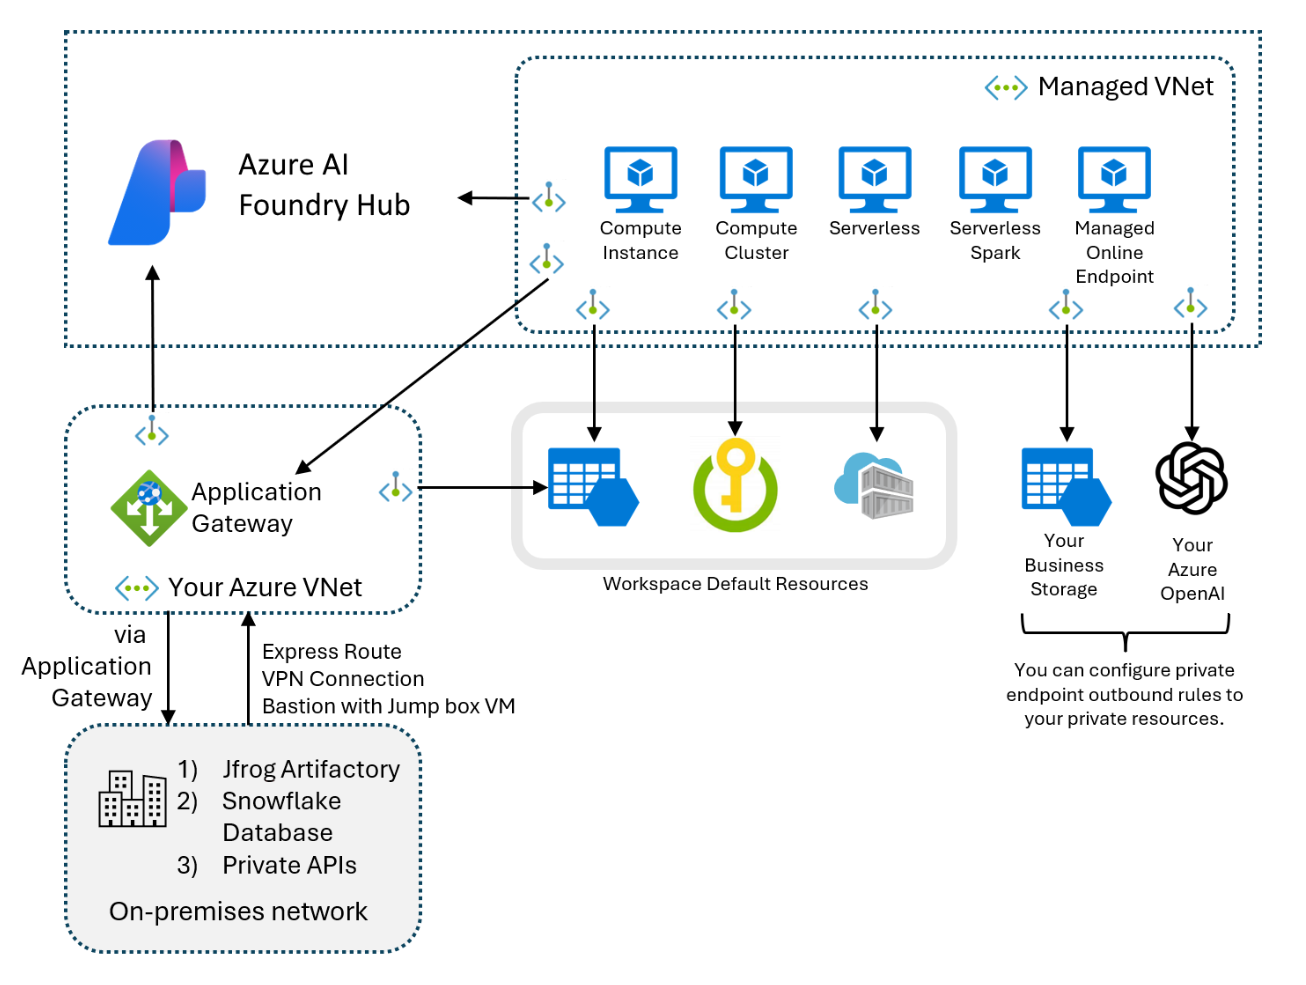 Managed VNet
Azure AI
Foundry Hub
Compute
Instance
Compute
Cluster
Serverless
Serverless
Spark
Managed
Online
Endpoint
Application
Gateway
Your Azure VNet
Workspace Default Resources
Your
Business
Storage
Your
Azure
OpenAI
You can configure private
endpoint outbound rules to
your private resources.
via
Application
Gateway
Express Route
VPN Connection
Bastion with Jump box VM
1) Jfrog Artifactory
2) Snowflake
Database
3) Private APIs
On-premises network